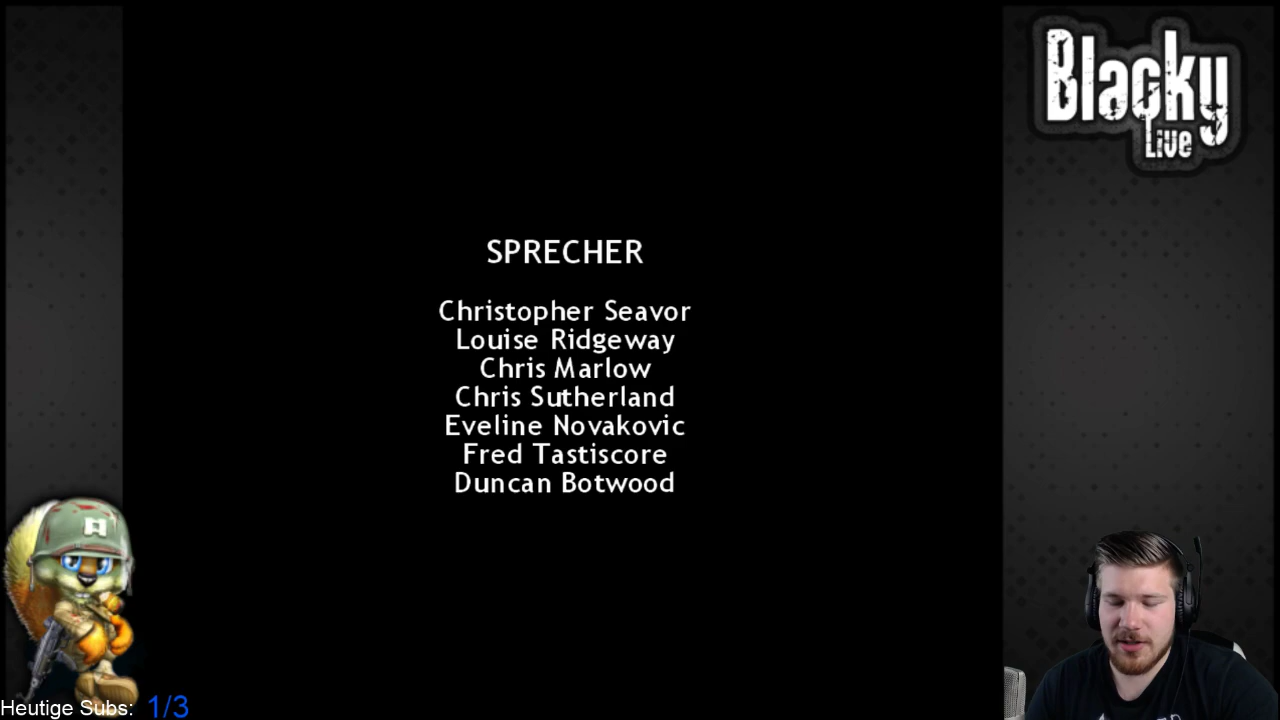 Blacky
Live
SPRECHER
Christopher Seavor
Louise Ridgeway
Chris Marlow
Chris Sutherland
Eveline Novakovic
Fred Tastiscore
Duncan Botwood
Heutige Subs: 1/3